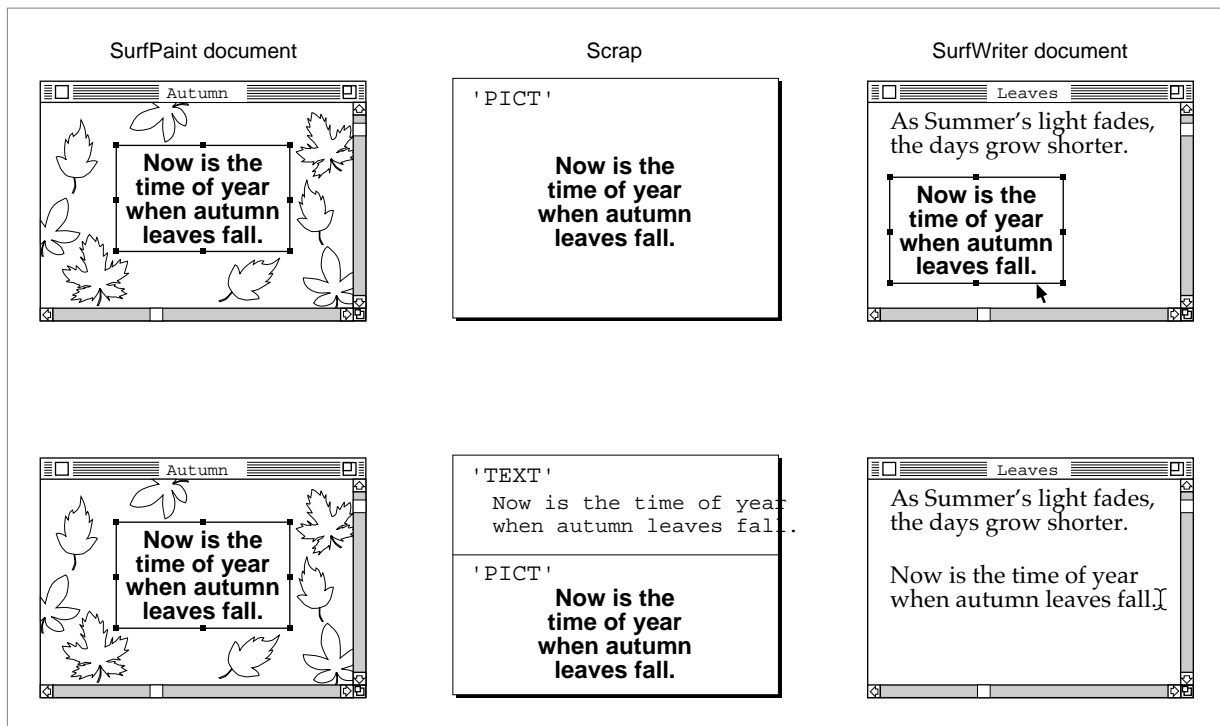 SurfPaint document
Scrap
SurfWriter document
Autumn
Now is the
time of year
when autumn
leaves fall.
'PICT'
Now is the
time of year
when autumn
leaves fall.
Leaves
As Summer’s light fades,
the days grow shorter.
Now is the
time of year
when autumn
leaves fall.
Autumn
Now is the
time of year
when autumn
leaves fall.
'TEXT'
Now is the time of year
when autumn leaves fall.
'PICT'
Now is the
time of year
when autumn
leaves fall.
Leaves
As Summer’s light fades,
the days grow shorter.
Now is the time of year
when autumn leaves fall.